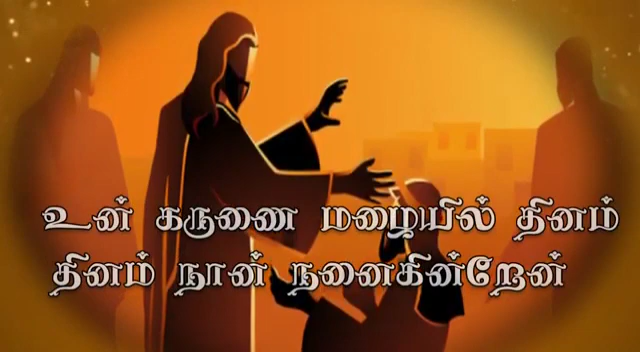 உன் கருணை மழையில் தினம்
தினம் நான் நனைகின்றேன்